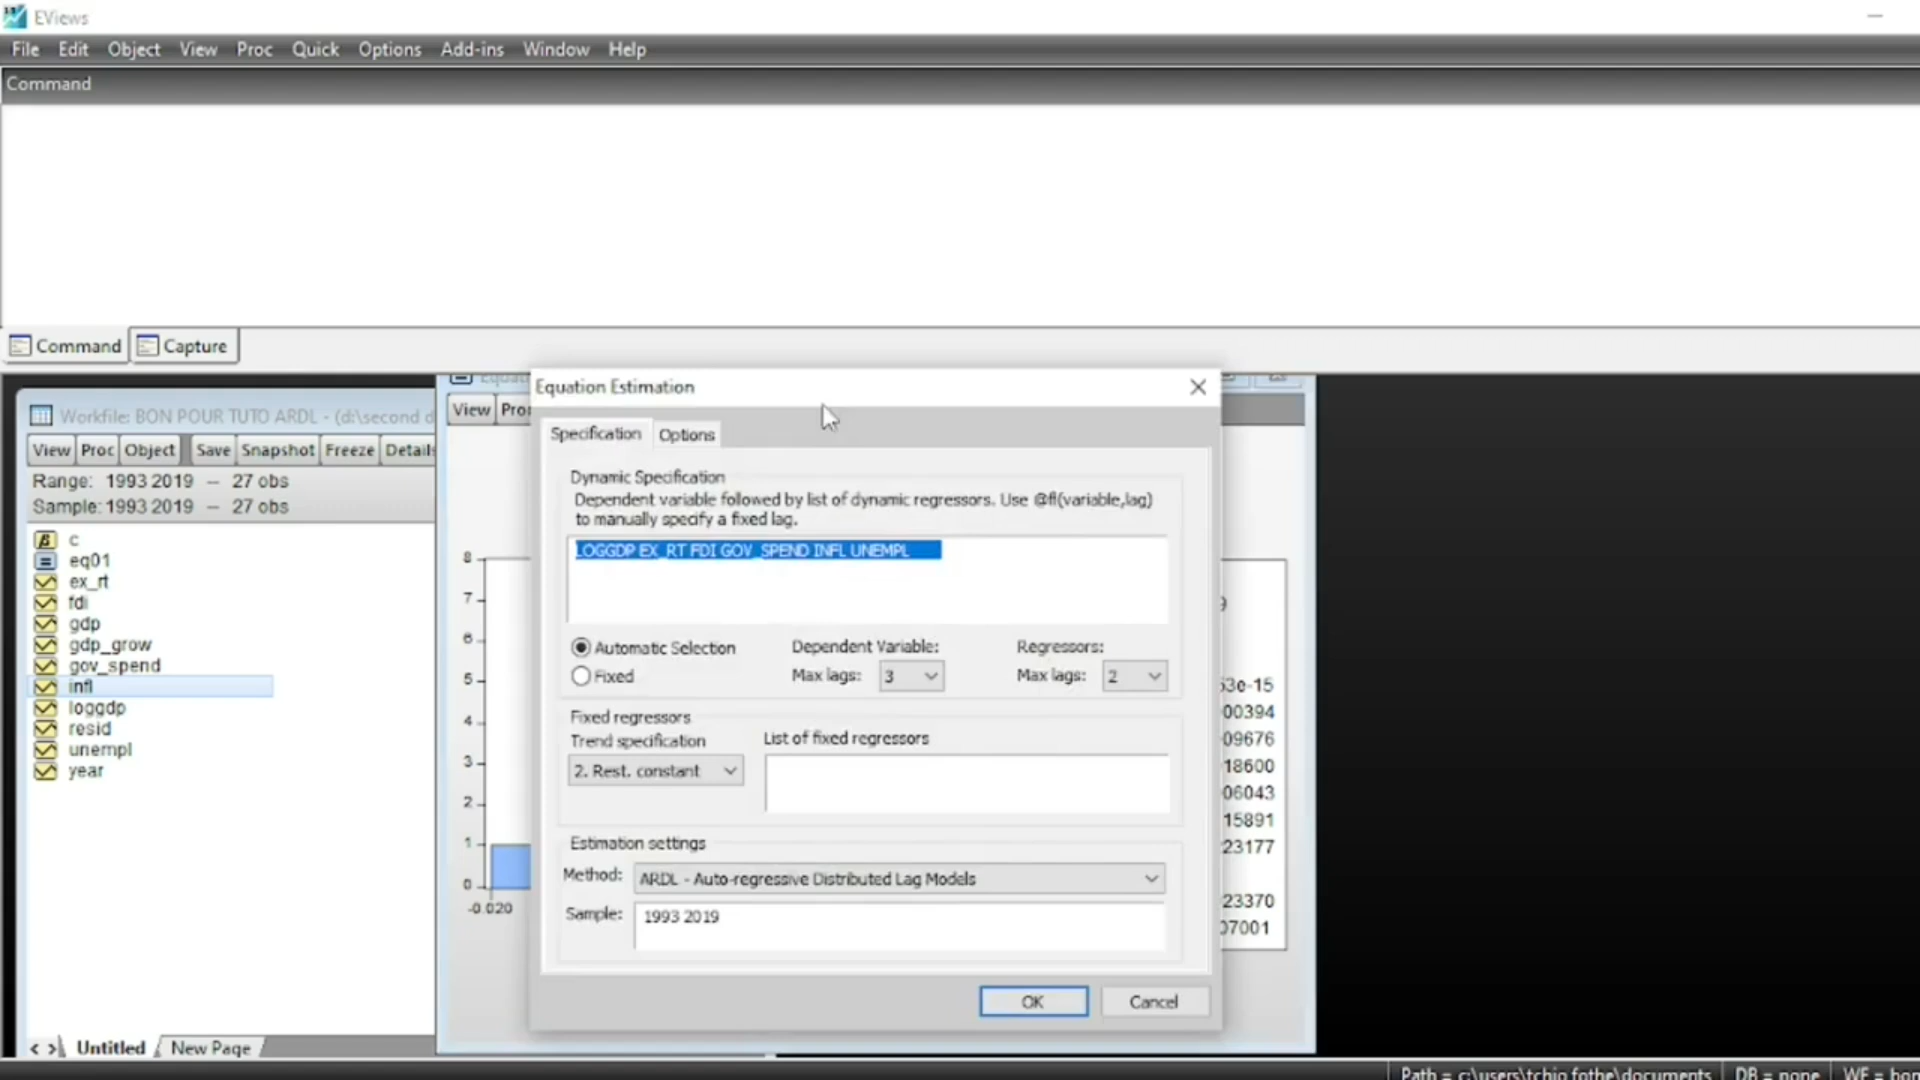 EViews
File Edit Object View Proc Quick Options Add-ins Window Help
Command
Command Capture
Workfile: BON POUR TUTO ARDL - (d:\second d
View Proc Object Save Snapshot Freeze Details
Range: 1993 2019 -- 27 obs
Sample: 1993 2019 -- 27 obs
c
eq01
ex_rt
fdi
gdp
gdp_grow
gov_spend
infl
loggdp
resid
unempl
year
< > Untitled New Page
View Pro
8
7
6
5
4
3
2
1
0
-0.020
Equation Estimation
Specification Options
Dynamic Specification
Dependent variable followed by list of dynamic regressors. Use @fl(variable,lag)
to manually specify a fixed lag.
LOGGDP EX_RT FDI GOV_SPEND INFL UNEMPL
Automatic Selection Dependent Variable: Regressors:
Fixed Max lags: 3 Max lags: 2
Fixed regressors
Trend specification List of fixed regressors
2. Rest. constant
Estimation settings
Method: ARDL - Auto-regressive Distributed Lag Models
Sample: 1993 2019
OK Cancel
53e-15
00394
09676
18600
06043
15891
23177
23370
07001
Path = c:\users\tchio fothe\documents DB = none WF = bon